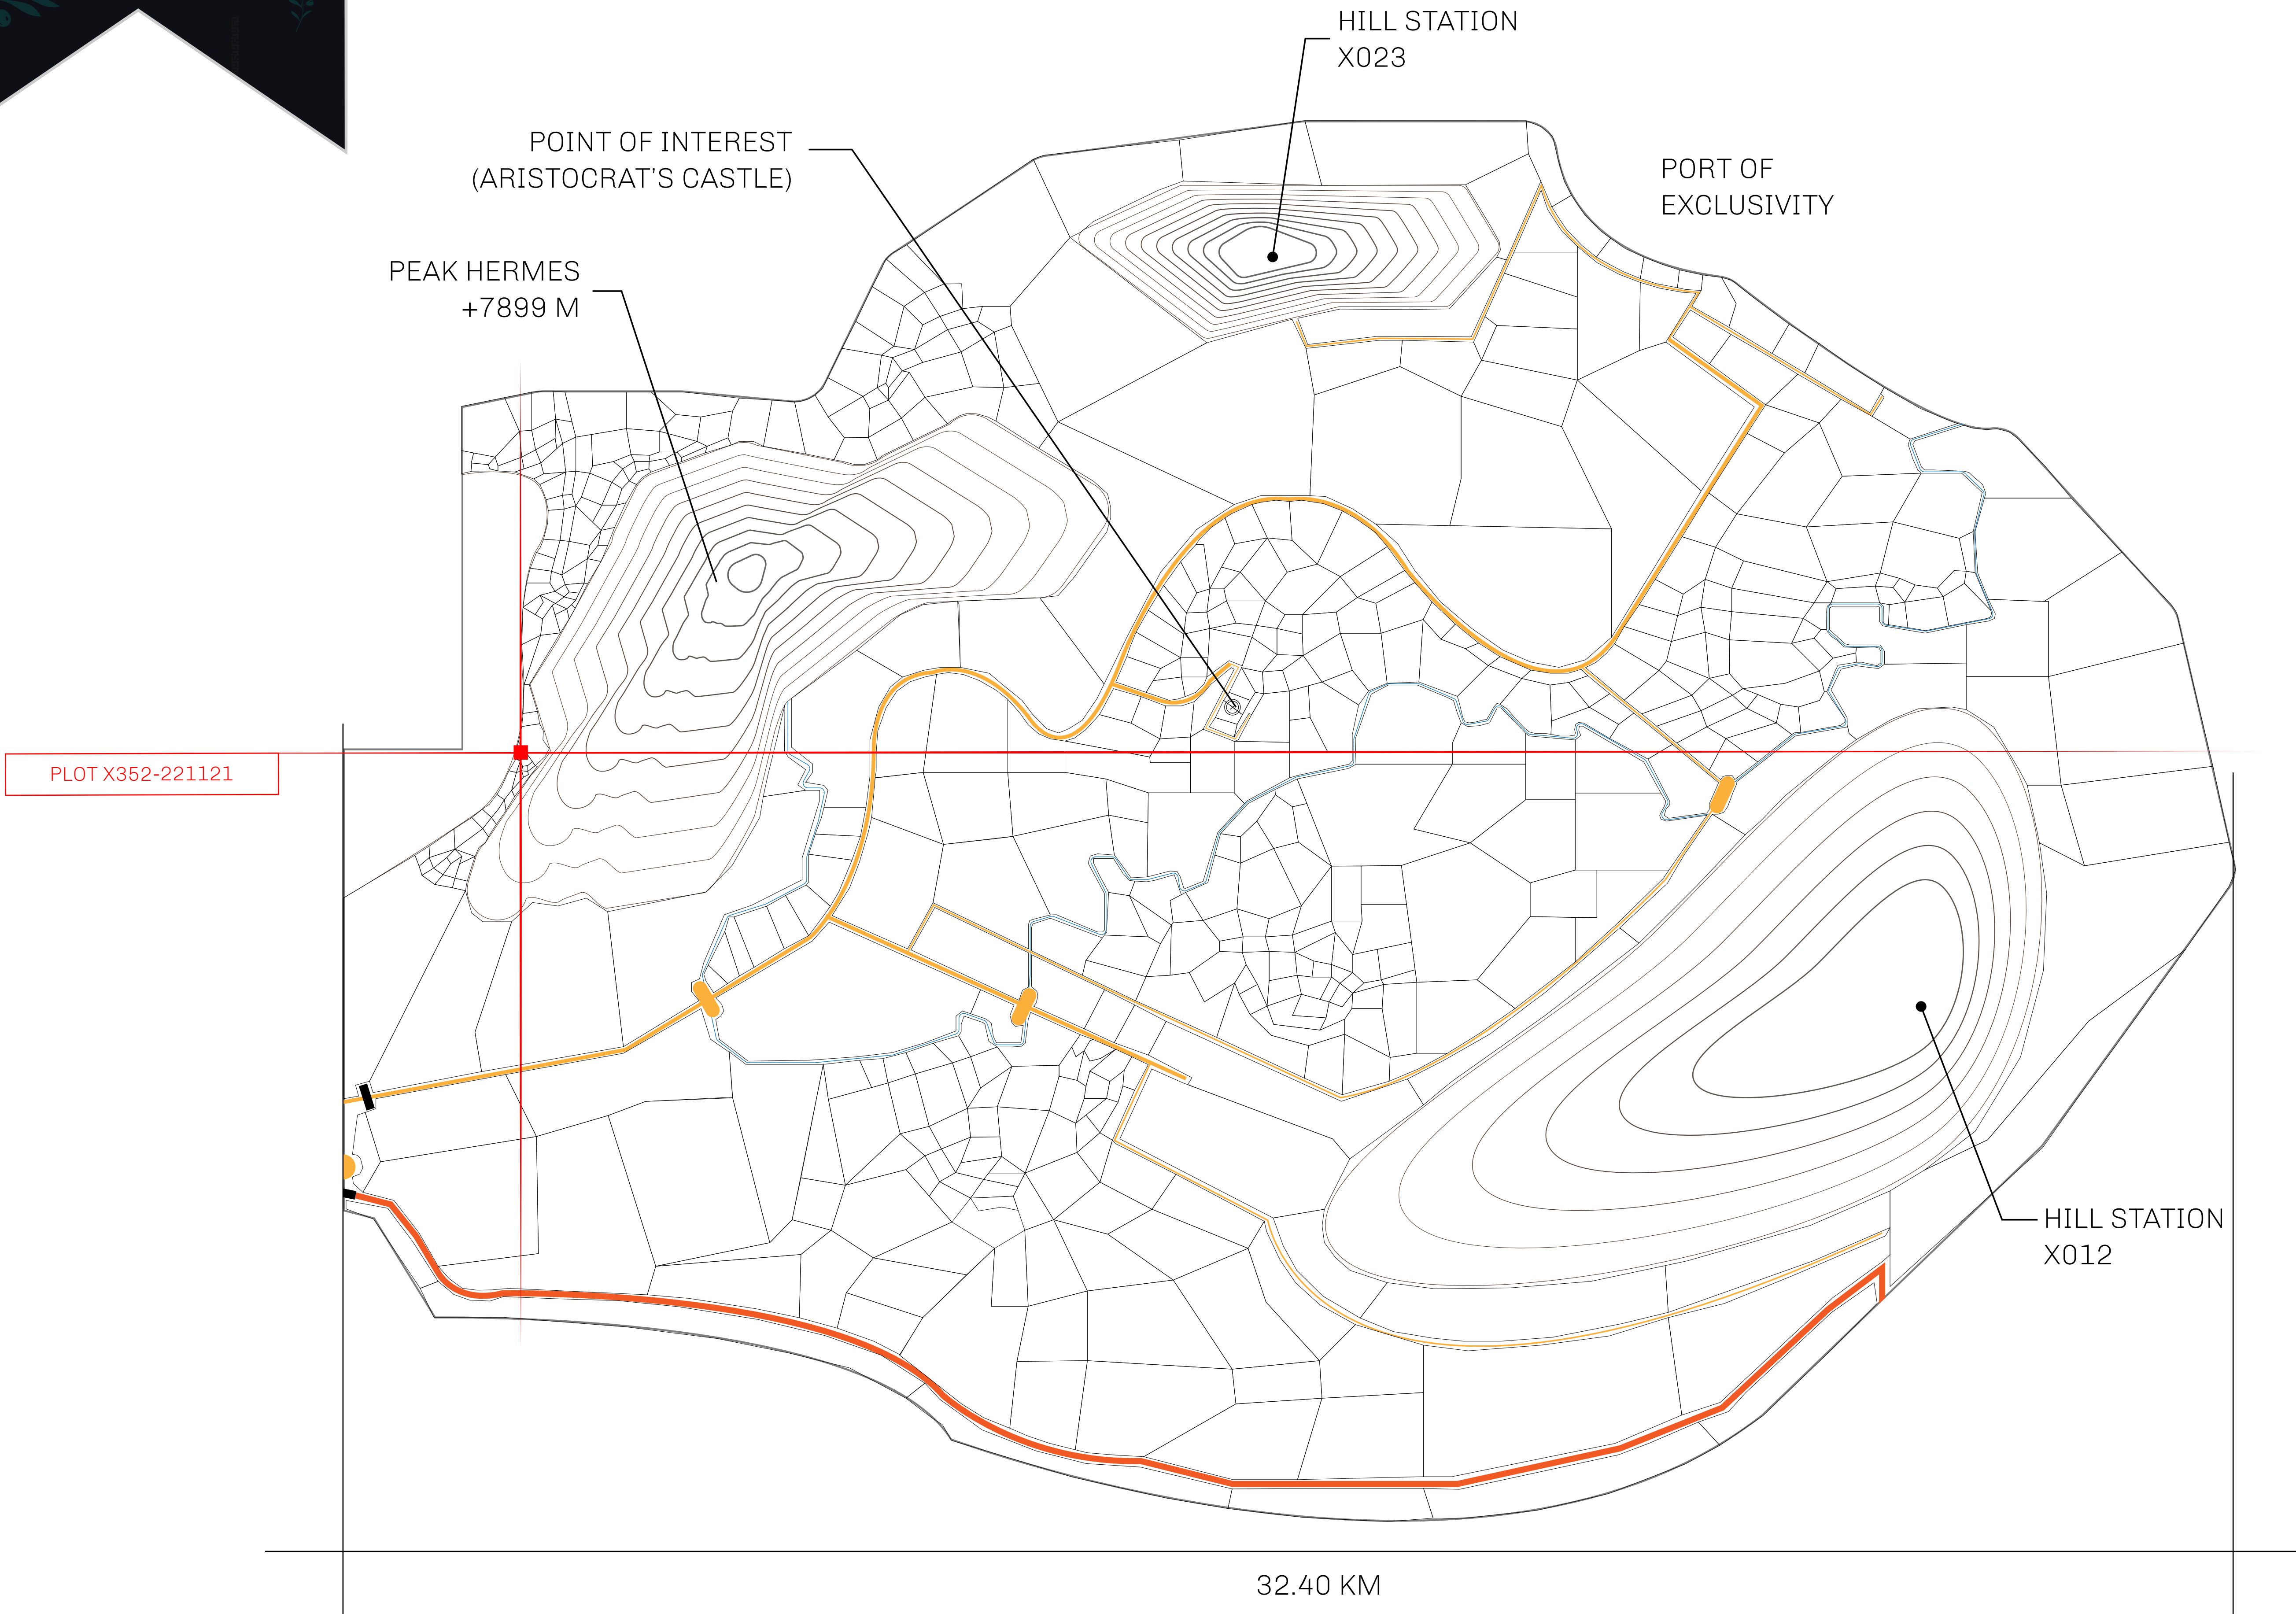 HILL STATION
X023
POINT OF INTEREST
(ARISTOCRAT'S CASTLE)
PORT OF
EXCLUSIVITY
PEAK HERMES
+7899 M
PLOT X352-221121
HILL STATION
X012
32.40 KM